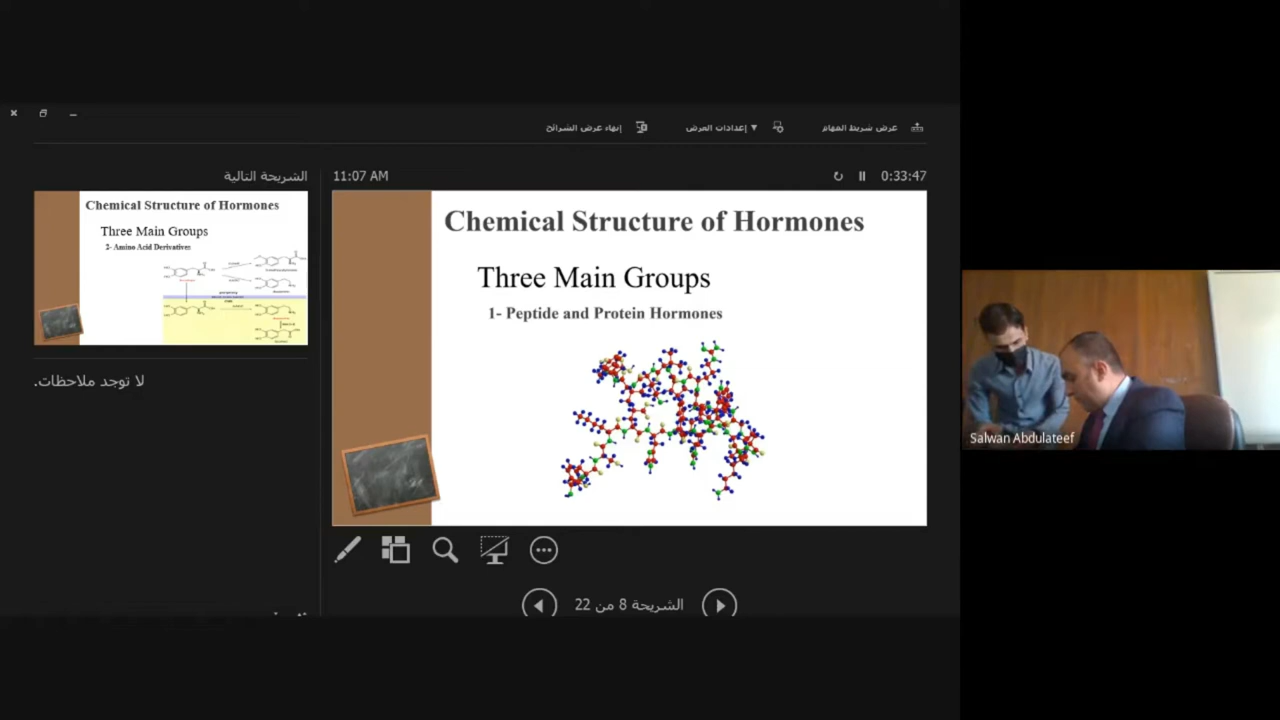 عرض شريط المهام
إعدادات العرض ▼
إنهاء عرض الشرائح
الشريحة التالية
11:07 AM
0:33:47
Chemical Structure of Hormones
Three Main Groups
2- Amino Acid Derivatives
لا توجد ملاحظات.
Chemical Structure of Hormones
Three Main Groups
1- Peptide and Protein Hormones
الشريحة 8 من 22
Salwan Abdulateef